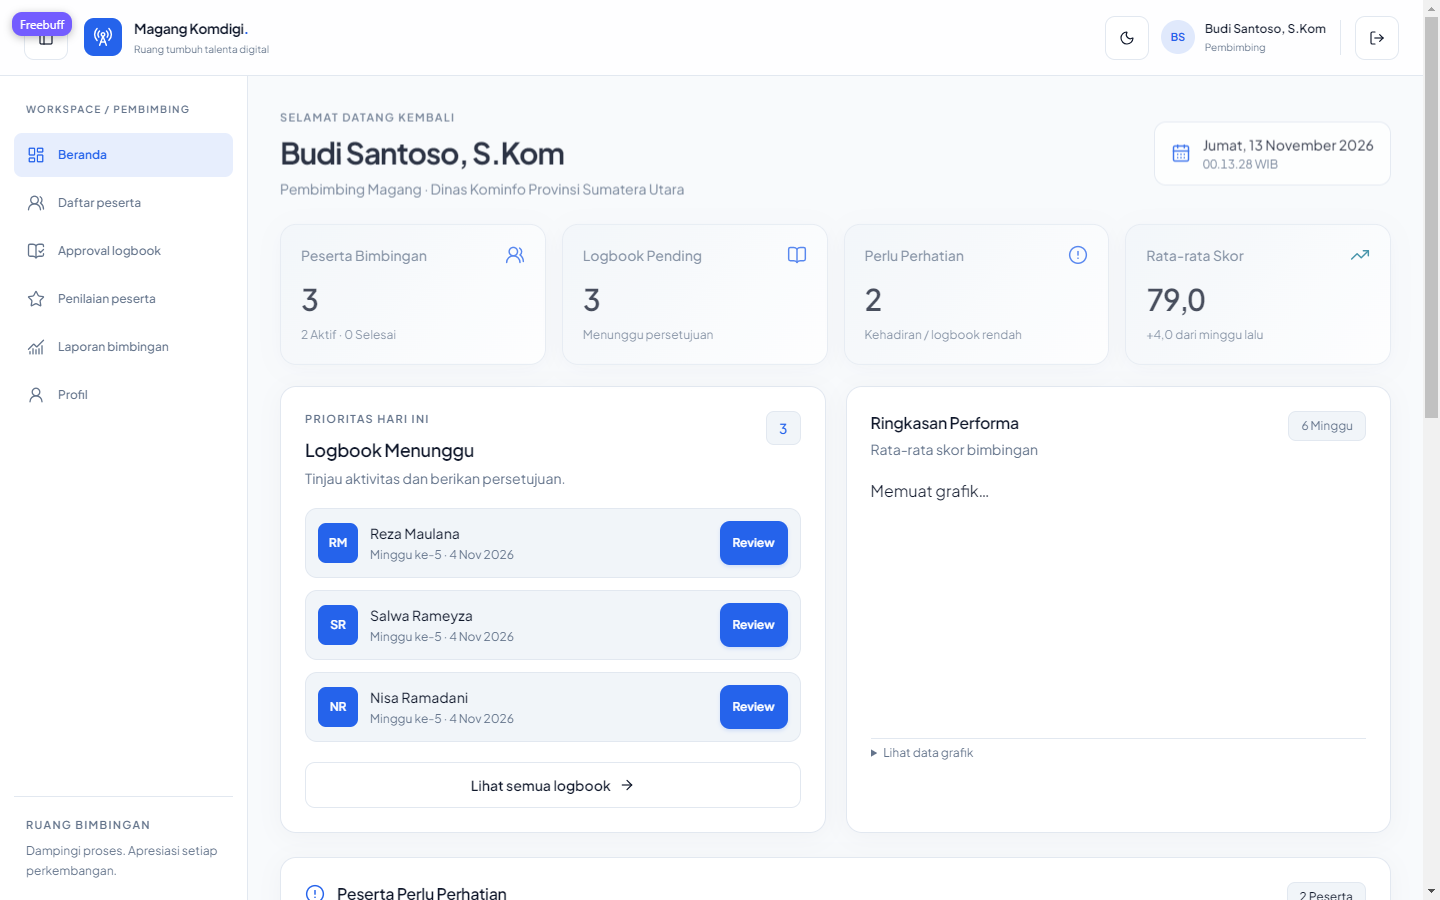 Freebuff
Magang Komdigi.
Ruang tumbuh talenta digital
BS
Budi Santoso, S.Kom
Pembimbing
WORKSPACE / PEMBIMBING
Beranda
Daftar peserta
Approval logbook
Penilaian peserta
Laporan bimbingan
Profil
RUANG BIMBINGAN
Dampingi proses. Apresiasi setiap
perkembangan.
SELAMAT DATANG KEMBALI
Budi Santoso, S.Kom
Pembimbing Magang · Dinas Kominfo Provinsi Sumatera Utara
Jumat, 13 November 2026
00.13.28 WIB
Peserta Bimbingan
3
2 Aktif · 0 Selesai
Logbook Pending
3
Menunggu persetujuan
Perlu Perhatian
2
Kehadiran / logbook rendah
Rata-rata Skor
79,0
+4,0 dari minggu lalu
PRIORITAS HARI INI
3
Logbook Menunggu
Tinjau aktivitas dan berikan persetujuan.
RM
Reza Maulana
Minggu ke-5 · 4 Nov 2026
Review
SR
Salwa Rameyza
Minggu ke-5 · 4 Nov 2026
Review
NR
Nisa Ramadani
Minggu ke-5 · 4 Nov 2026
Review
Lihat semua logbook →
Ringkasan Performa
6 Minggu
Rata-rata skor bimbingan
Memuat grafik...
Lihat data grafik
Peserta Perlu Perhatian
2 Peserta